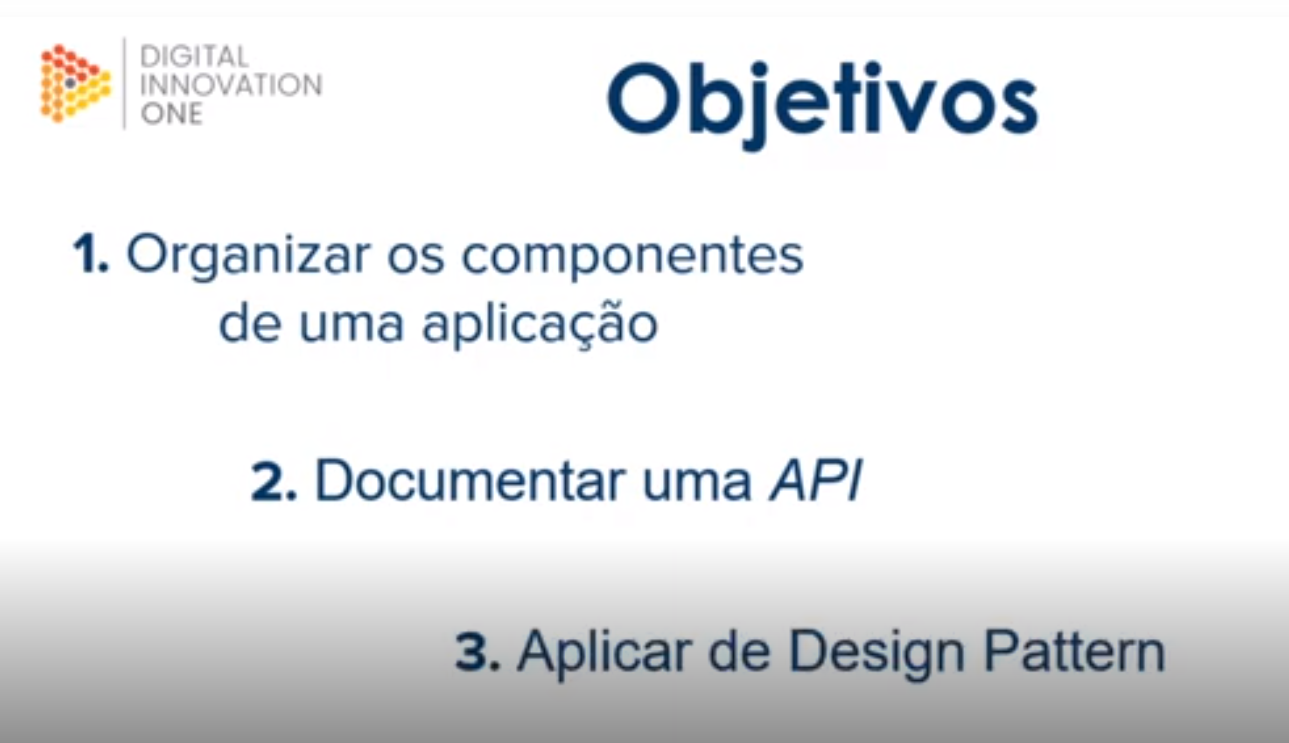 DIGITAL
INNOVATION
ONE
Objetivos
1. Organizar os componentes
de uma aplicação
2. Documentar uma API
3. Aplicar de Design Pattern